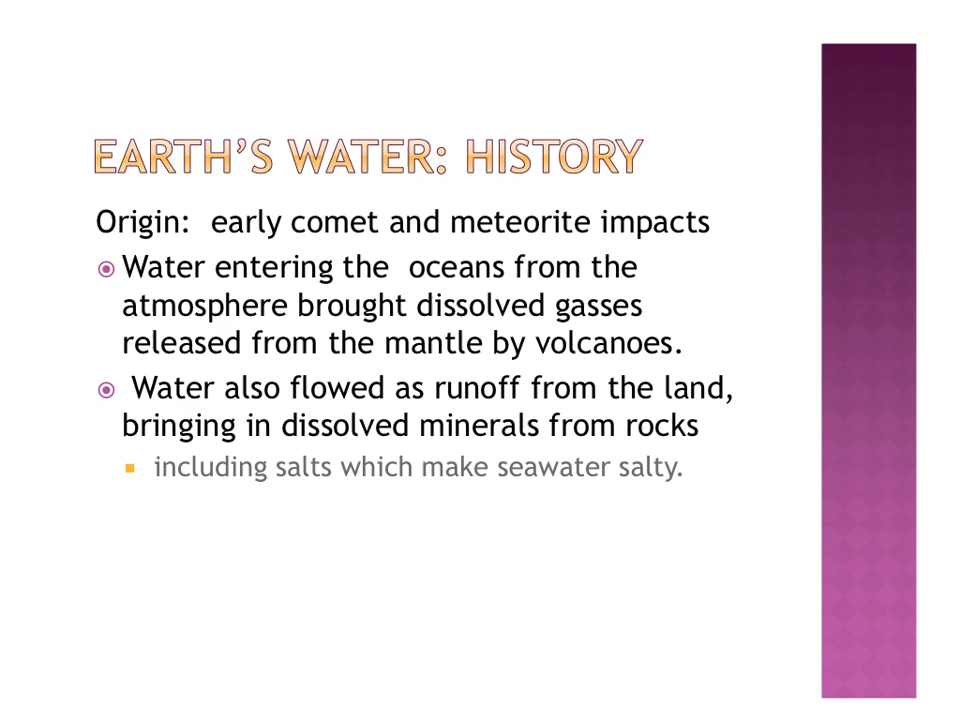 EARTH'S WATER: HISTORY
Origin:  early comet and meteorite impacts
Water entering the  oceans from the
atmosphere brought dissolved gasses
released from the mantle by volcanoes.
Water also flowed as runoff from the land,
bringing in dissolved minerals from rocks
including salts which make seawater salty.